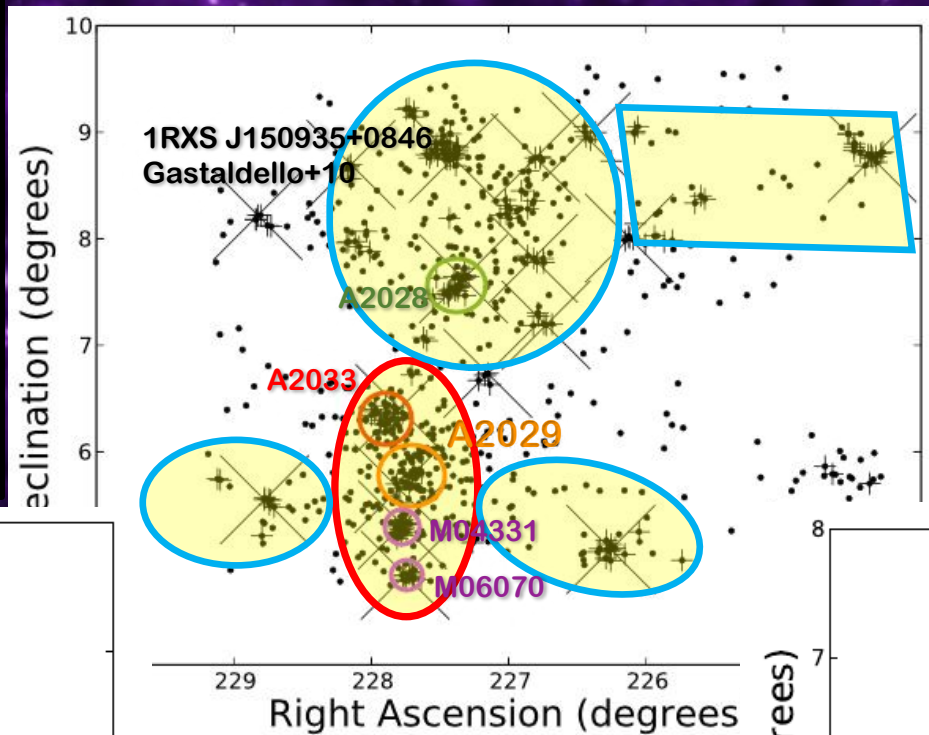 10
9
8
7
6
eclination (degrees)
1RXS J150935+0846
Gastaldello+10
A2028
A2033
A2029
M04331
M06070
229
228
227
226
Right Ascension (degrees
8
7
rees)